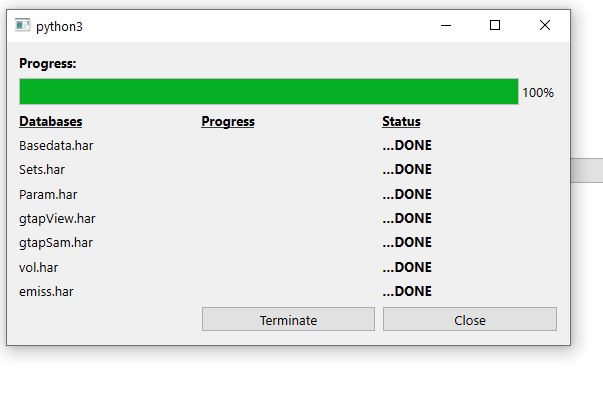 python3
Progress:
100%
Databases Progress Status
Basedata.har ...DONE
Sets.har ...DONE
Param.har ...DONE
gtapView.har ...DONE
gtapSam.har ...DONE
vol.har ...DONE
emiss.har ...DONE
Terminate Close